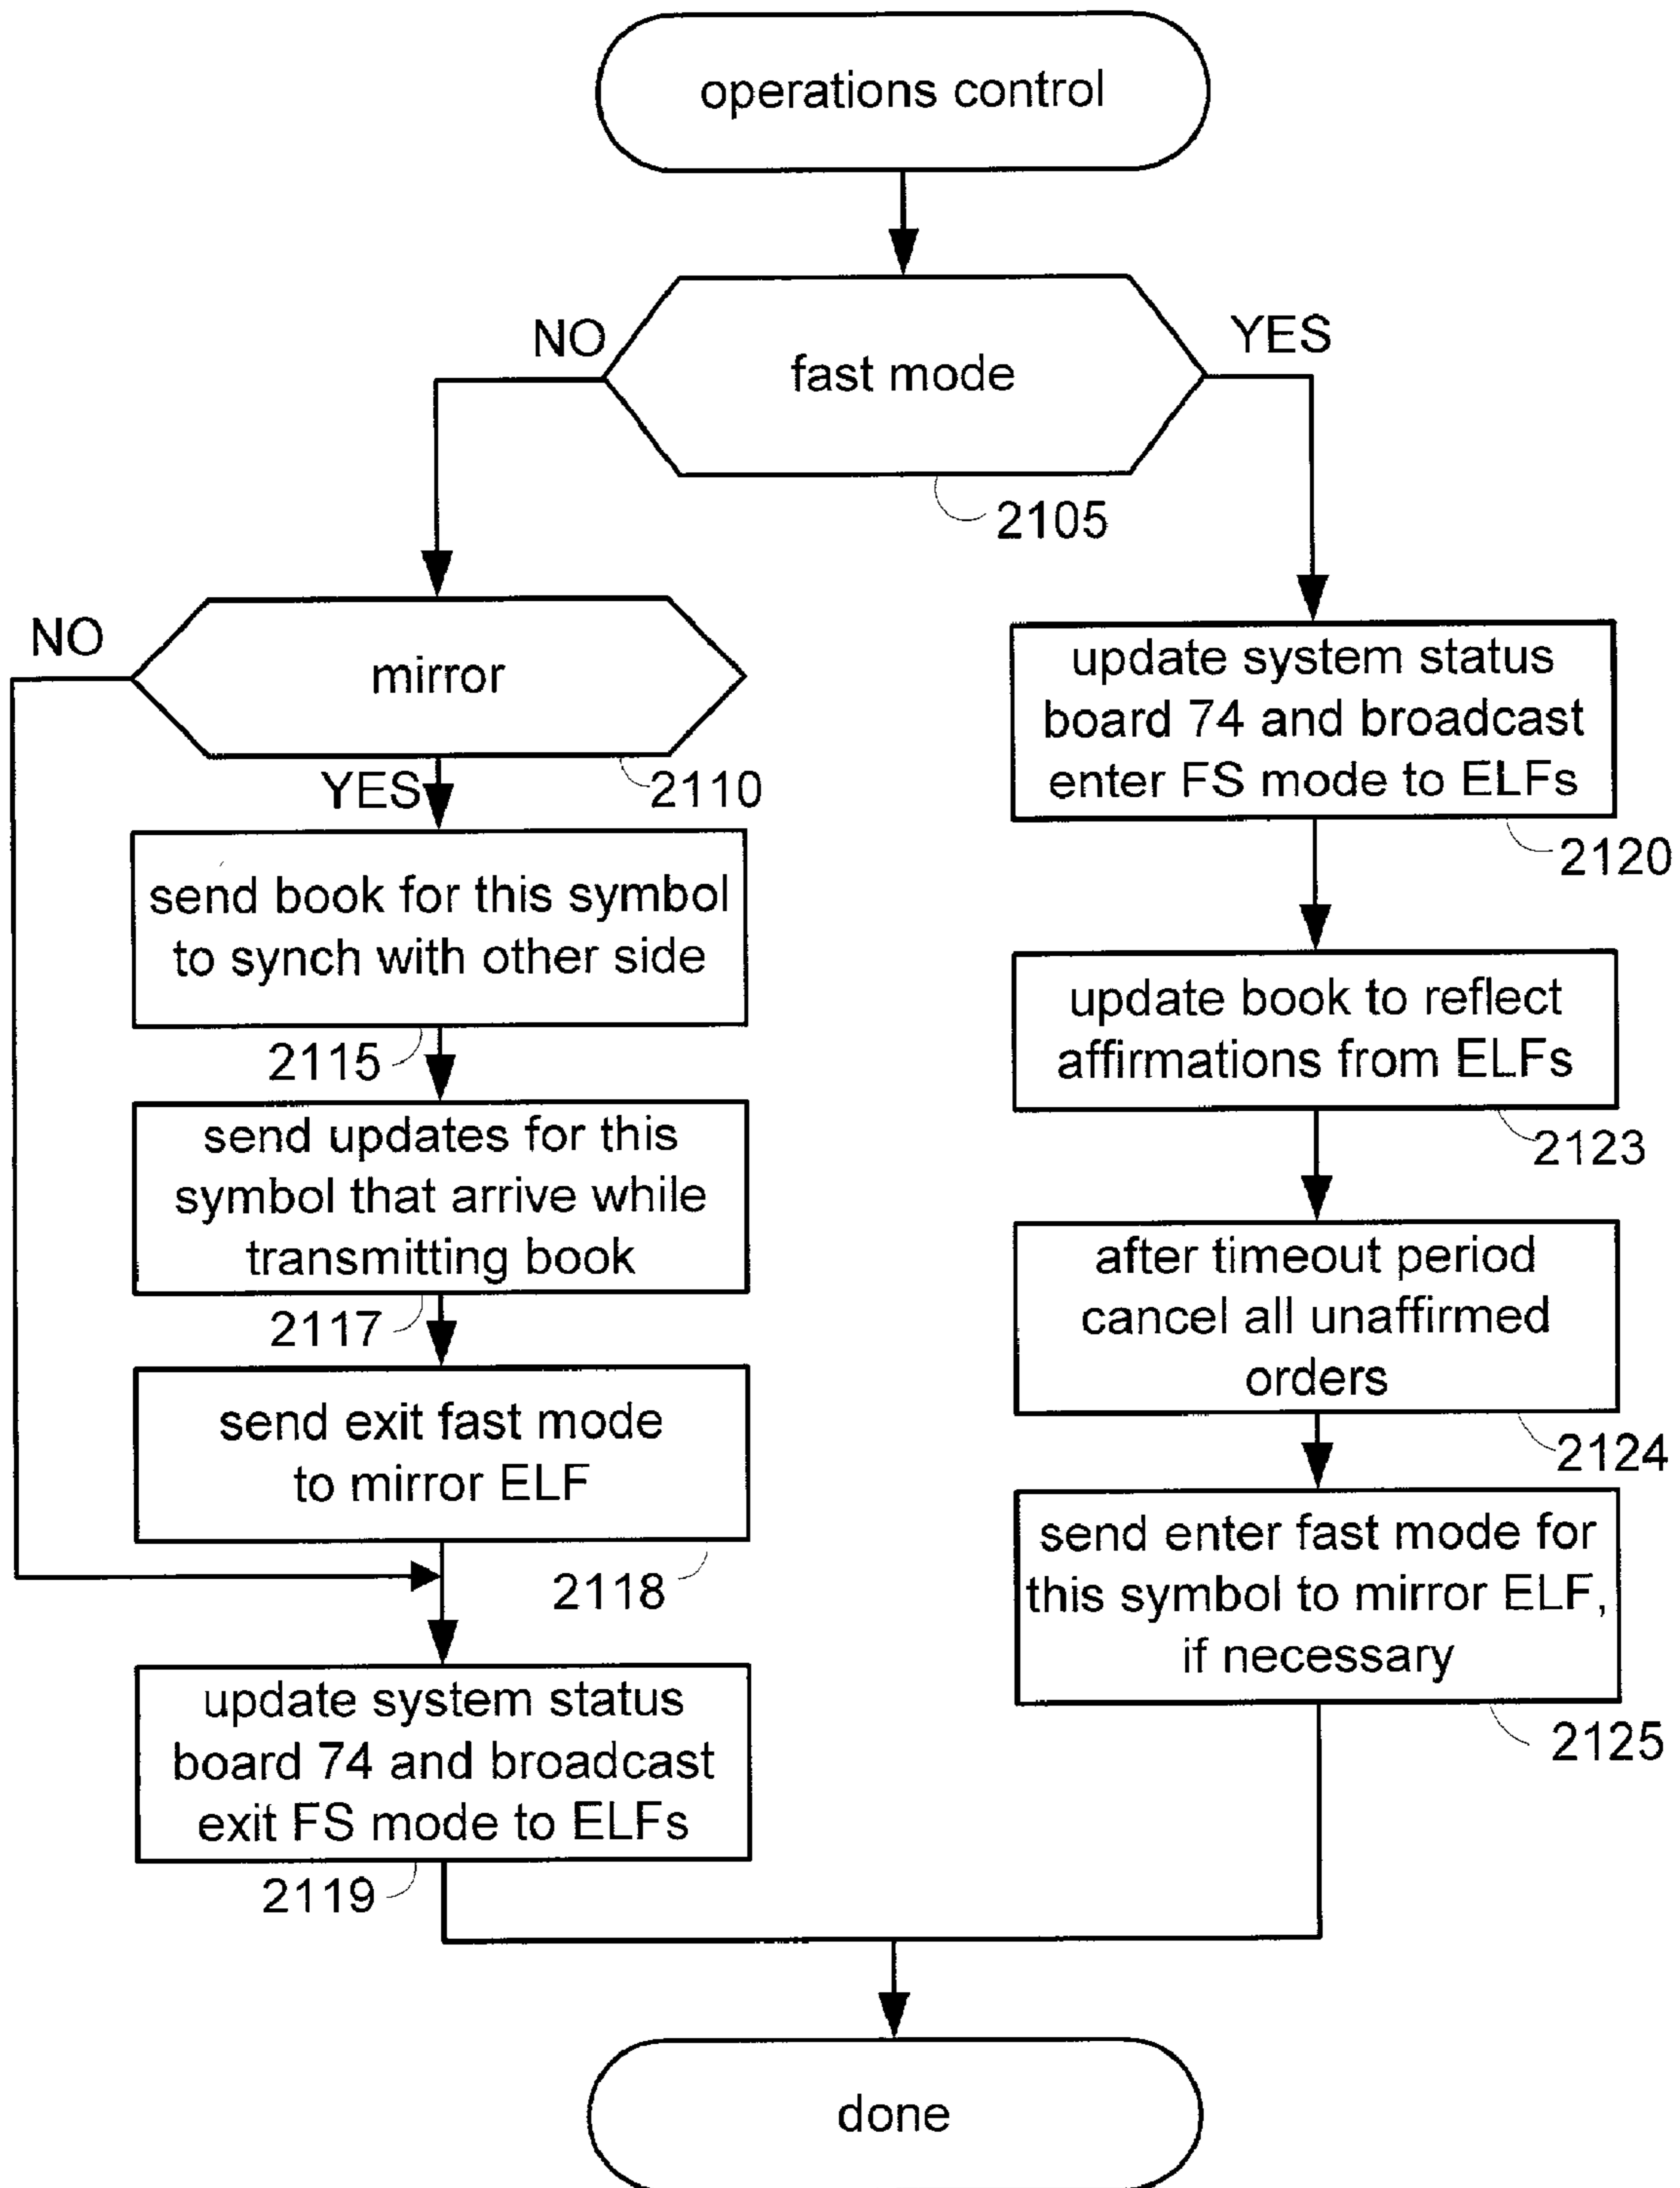 operations control
NO
YES
fast mode
2105
NO
mirror
YES
2110
send book for this symbol
to synch with other side
2115
send updates for this
symbol that arrive while
transmitting book
2117
send exit fast mode
to mirror ELF
2118
update system status
board 74 and broadcast
exit FS mode to ELFs
2119
update system status
board 74 and broadcast
enter FS mode to ELFs
2120
update book to reflect
affirmations from ELFs
2123
after timeout period
cancel all unaffirmed
orders
2124
send enter fast mode for
this symbol to mirror ELF,
if necessary
2125
done